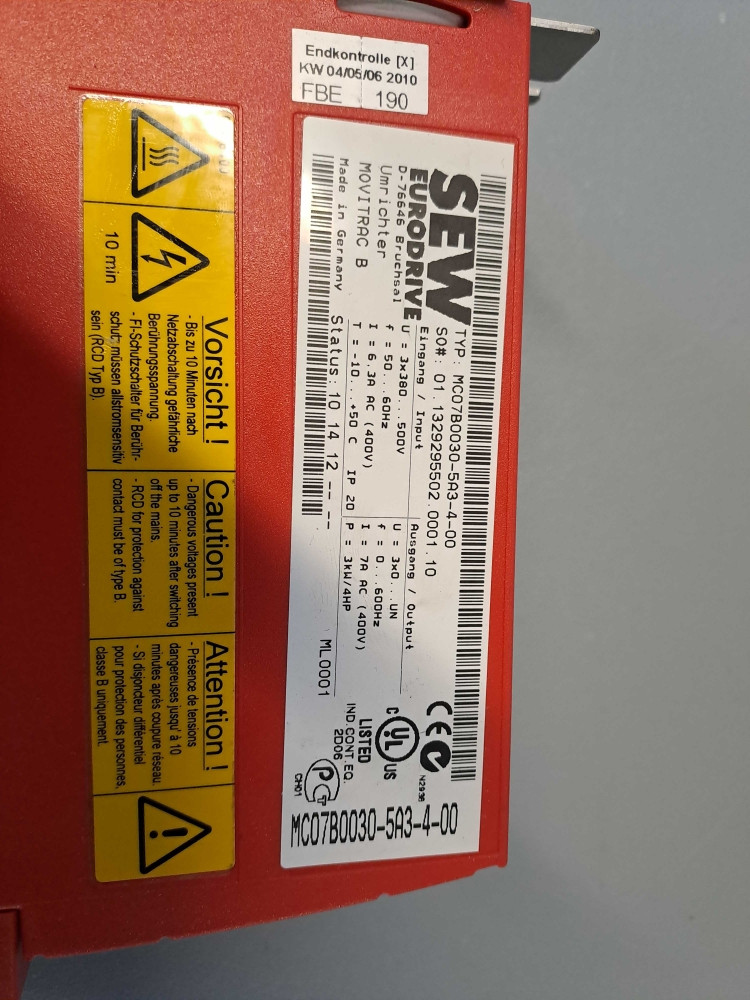 Endkontrolle [X]
KW 04/05/06 2010
FBE 190
SEW
EURODRIVE
D-76646 Bruchsal
Umrichter
MOVITRAC B
Made in Germany
TYP: MC07B0030-5A3-4-00
SO#: 01.1329295502.0001.10
Eingang / Input
U = 3x380...500V
f = 50...60Hz
I = 6.3A AC (400V)
T = -10... +50 C IP 20
Ausgang / Output
U = 3x0...UN
f = 0...600Hz
I = 7A AC (400V)
P = 3kW/4HP
Status: 10 14 12 -- --
ML0001
CE
N2936
C UL US
LISTED
IND.CONT.EQ.
2D06
PCT
CH01
MC07B0030-5A3-4-00
10 min
Vorsicht !
- Bis zu 10 Minuten nach
Netzabschaltung gefährliche
Berührungsspannung.
- FI-Schutzschalter für Berühr-
schutz müssen allstromsensitiv
sein (RCD Typ B).
Caution !
- Dangerous voltages present
up to 10 minutes after switching
off the mains.
- RCD for protection against
contact must be of type B.
Attention !
- Présence de tensions
dangereuses jusqu' à 10
minutes après coupure réseau.
- Si disjoncteur différentiel
pour protection des personnes,
classe B uniquement.